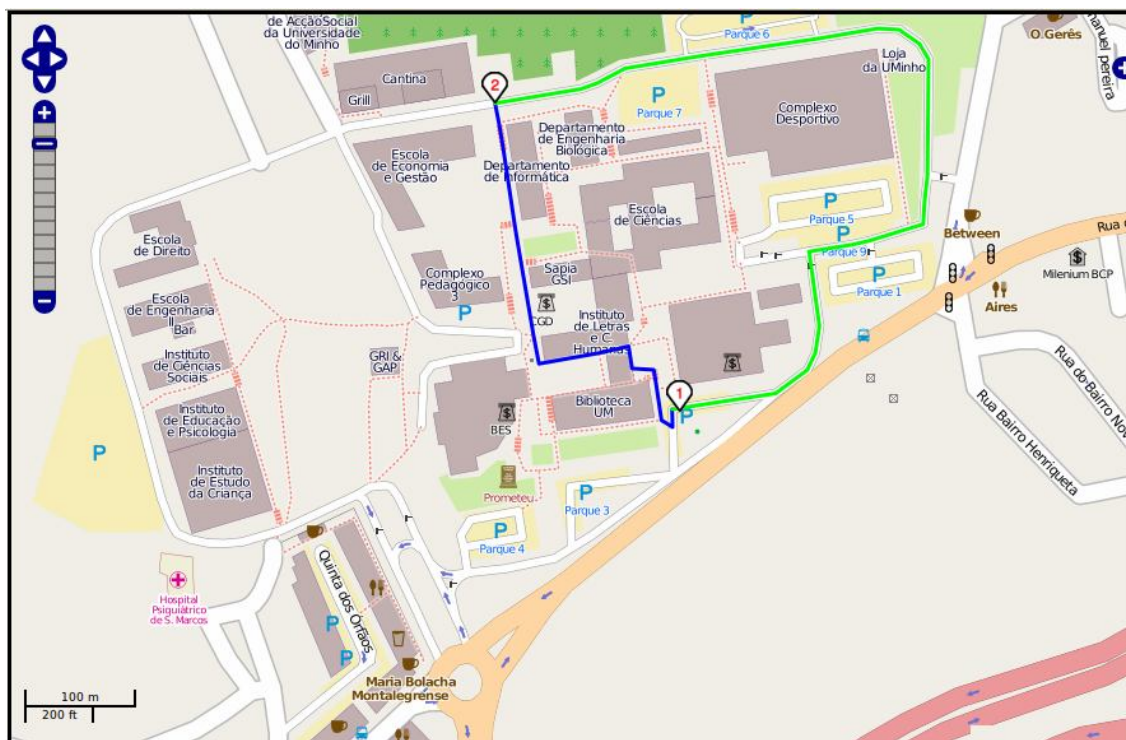 de AcçãoSocial
da Universidade
do Minho
Cantina
Grill
2
Parque 6
Parque 7
Loja
da UMinho
O Gerês
Complexo
Desportivo
Departamento
de Engenharia
Biológica
Departamento
de Informática
Escola
de Economia
e Gestão
Escola
de Ciências
Parque 5
Parque 9
Parque 1
Between
Rua
Milenium BCP
Aires
Escola
de Direito
Escola
de Engenharia
II
Bar
Instituto
de Ciências
Sociais
Instituto
de Educação
e Psicologia
Instituto
de Estudo
da Criança
Complexo
Pedagógico
3
Sapia
GSI
CGD
Instituto
de Letras
e C.
Humanas
GRI &
GAP
BES
Biblioteca
UM
1
Prometeu
Parque 3
Parque 4
Rua do Bairro Nov
Rua Bairro Henriqueta
Hospital
Psiguiátrico
de S. Marcos
Quinta dos Órfãos
Maria Bolacha
Montalegrense
100 m
200 ft